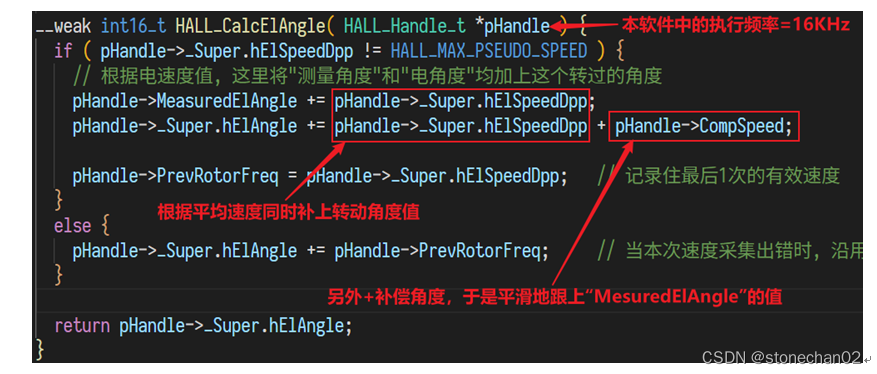 __weak int16_t HALL_CalcElAngle( HALL_Handle_t *pHandle ) {
本软件中的执行频率=16KHz
if ( pHandle->_Super.hElSpeedDpp != HALL_MAX_PSEUDO_SPEED ) {
// 根据电速度值，这里将"测量角度"和"电角度"均加上这个转过的角度
pHandle->MeasuredElAngle += pHandle->_Super.hElSpeedDpp;
pHandle->_Super.hElAngle += pHandle->_Super.hElSpeedDpp + pHandle->CompSpeed;
pHandle->PrevRotorFreq = pHandle->_Super.hElSpeedDpp; // 记录住最后1次的有效速度
}
根据平均速度同时补上转动角度值
else {
pHandle->_Super.hElAngle += pHandle->PrevRotorFreq; // 当本次速度采集出错时，沿用
}
另外+补偿角度，于是平滑地跟上“MesuredElAngle”的值
return pHandle->_Super.hElAngle;
}
CSDN @stonechan02